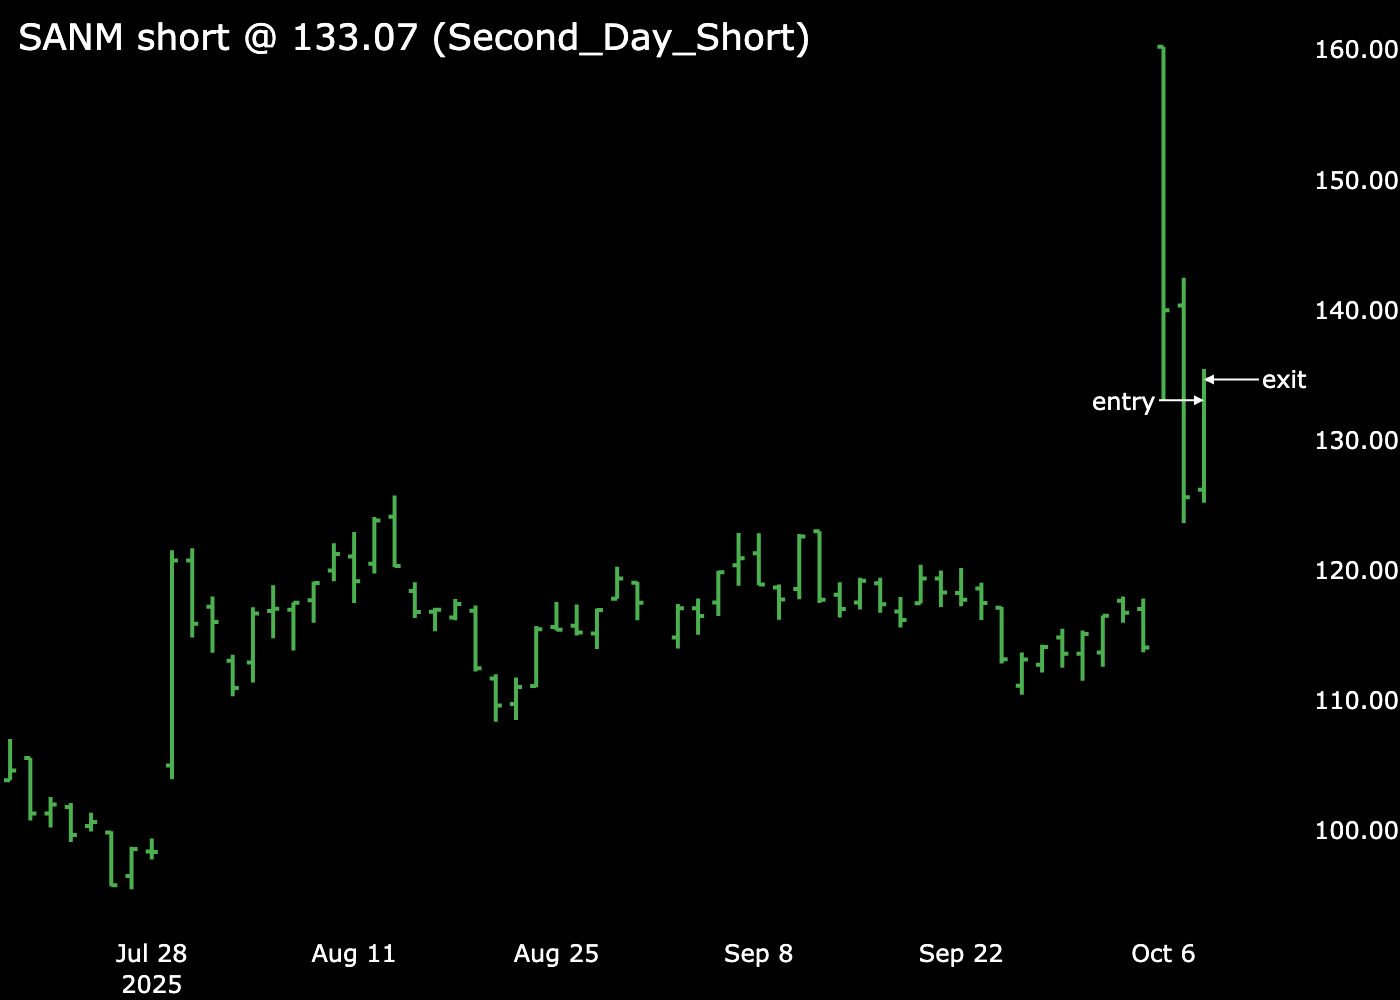 SANM short @ 133.07 (Second_Day_Short)
160.00
150.00
140.00
exit
entry
130.00
120.00
110.00
100.00
Jul 28
2025
Aug 11
Aug 25
Sep 8
Sep 22
Oct 6